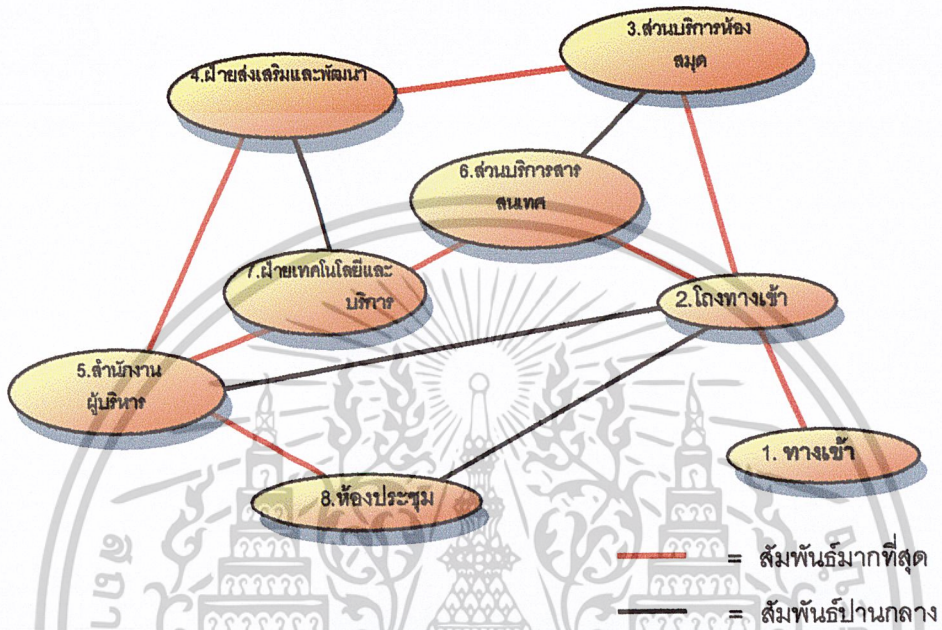 3.ส่วนบริการห้อง
สมุด
4.ฝ่ายส่งเสริมและพัฒนา
6.ส่วนบริการสาร
สนเทศ
7.ฝ่ายเทคโนโลยีและ
บริการ
2.โถงทางเข้า
5.สำนักงาน
ผู้บริหาร
1. ทางเข้า
8.ห้องประชุม
= สัมพันธ์มากที่สุด
= สัมพันธ์ปานกลาง